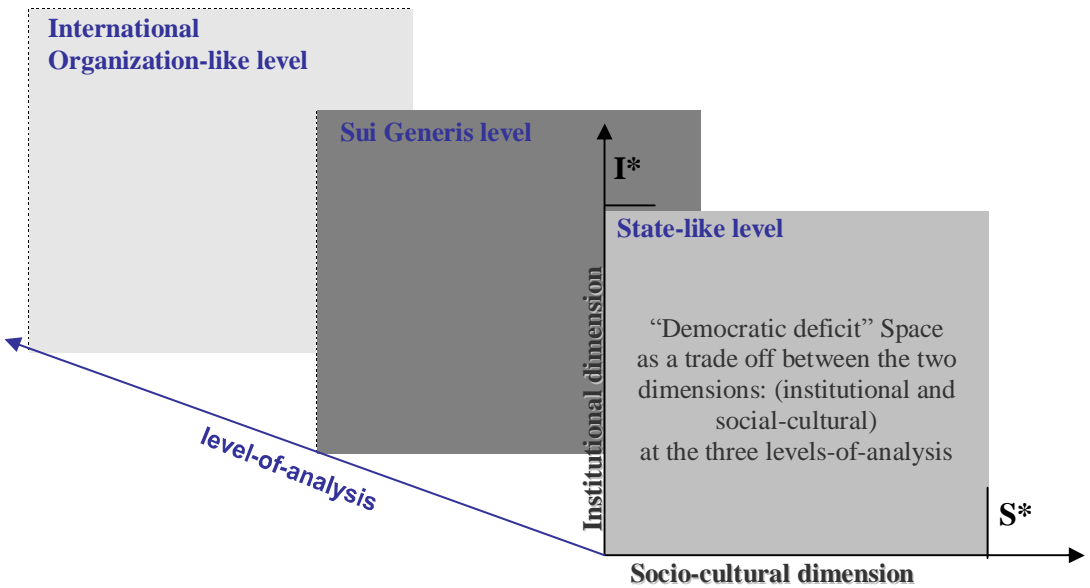 International
Organization-like level
Sui Generis level
I*
State-like level
Institutional dimension
“Democratic deficit” Space
as a trade off between the two
dimensions: (institutional and
social-cultural)
at the three levels-of-analysis
level-of-analysis
S*
Socio-cultural dimension